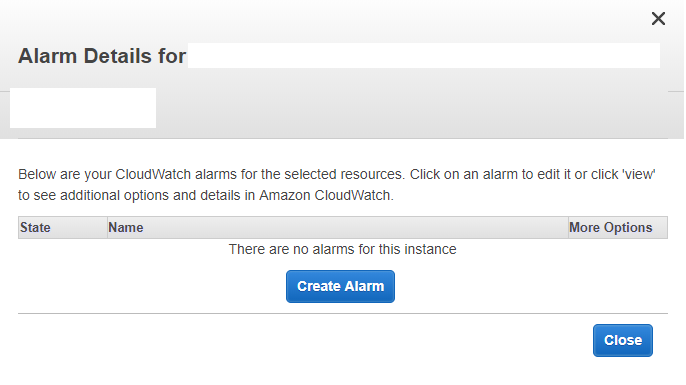 Alarm Details for
Below are your CloudWatch alarms for the selected resources. Click on an alarm to edit it or click 'view'
to see additional options and details in Amazon CloudWatch.
State Name More Options
There are no alarms for this instance
Create Alarm
Close